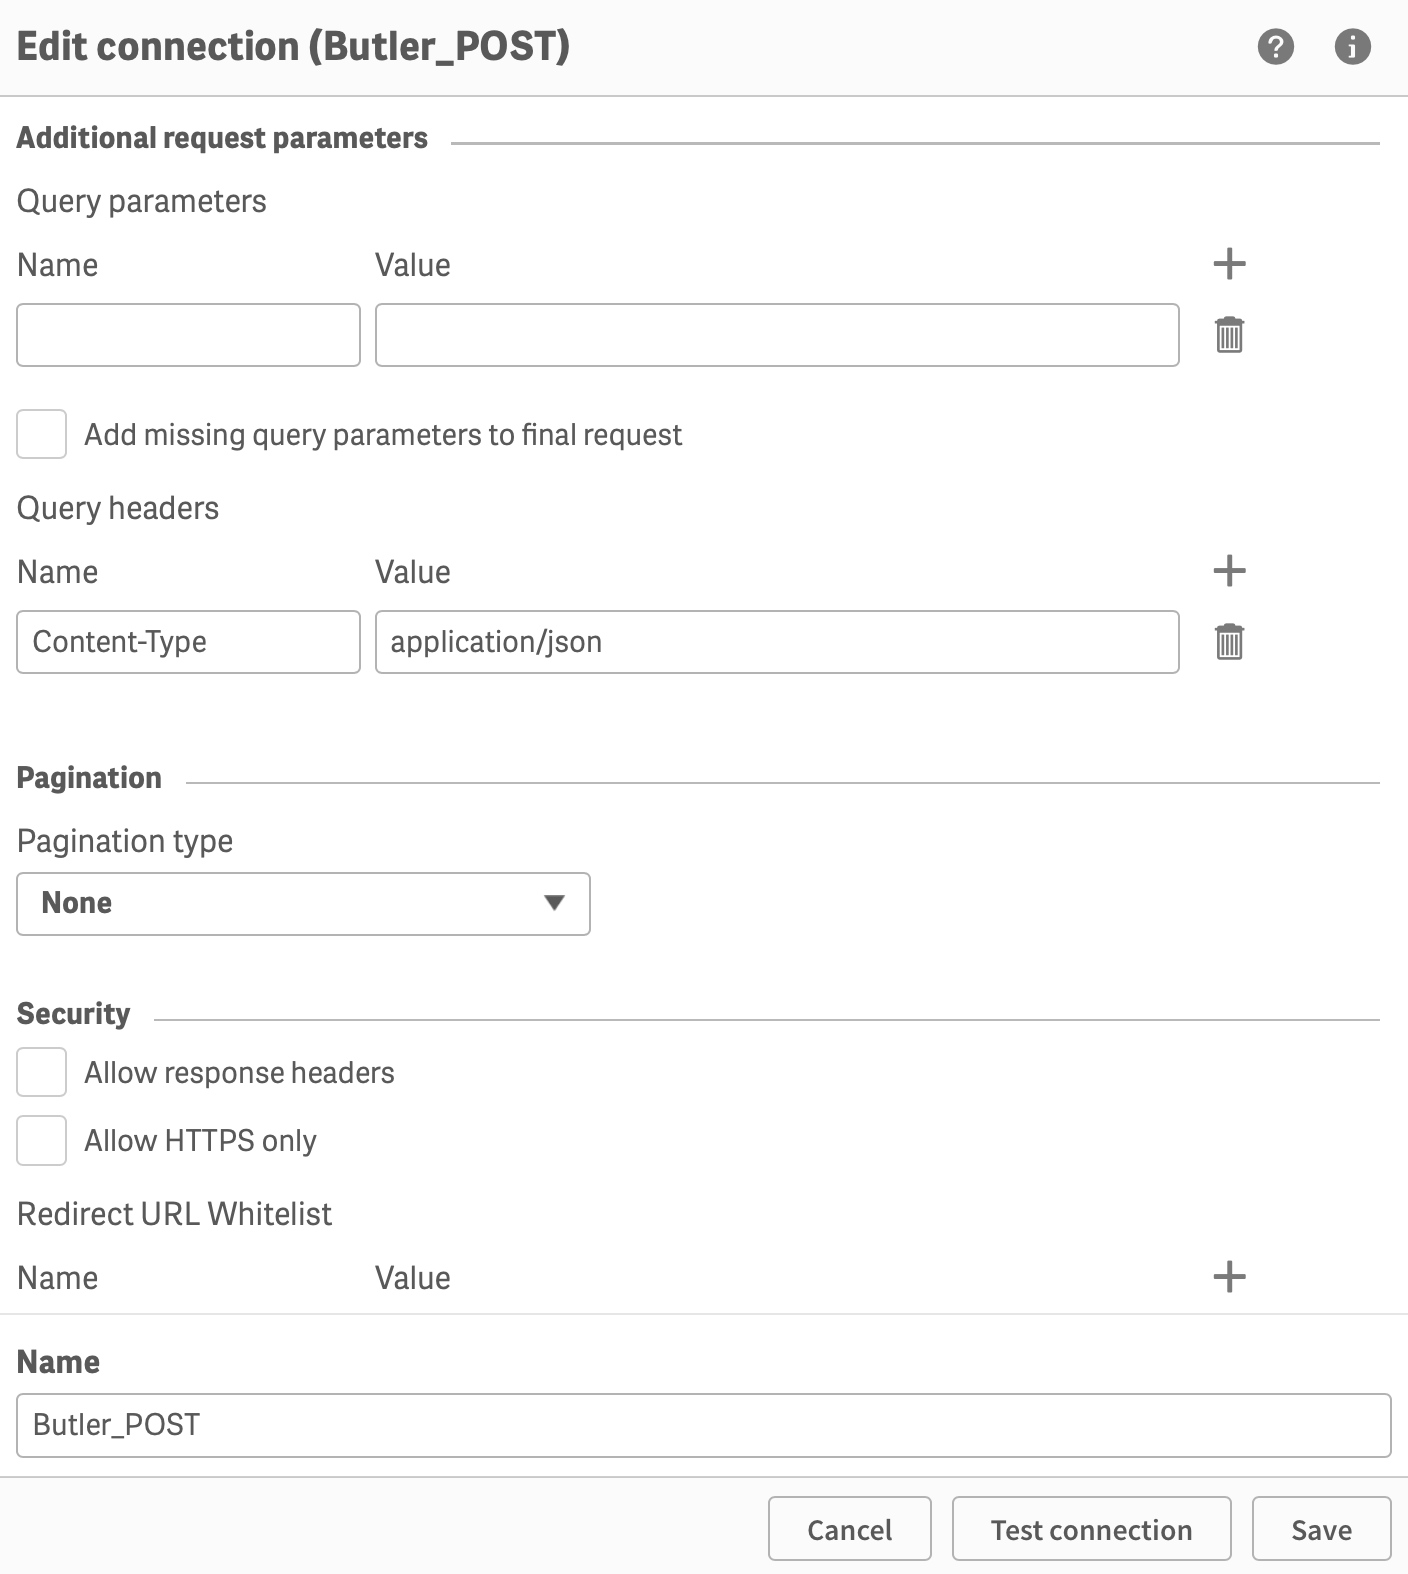 Edit connection (Butler_POST)
Additional request parameters
Query parameters
Name Value
Add missing query parameters to final request
Query headers
Name Value
Content-Type application/json
Pagination
Pagination type
None
Security
Allow response headers
Allow HTTPS only
Redirect URL Whitelist
Name Value
Name
Butler_POST
Cancel Test connection Save